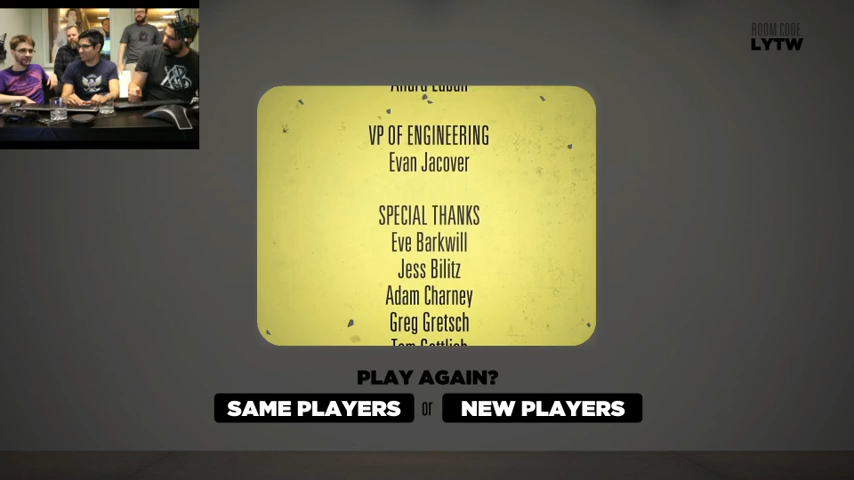 ROOM CODE
LYTW
VP OF ENGINEERING
Evan Jacover
SPECIAL THANKS
Eve Barkwill
Jess Bilitz
Adam Charney
Greg Gretsch
PLAY AGAIN?
SAME PLAYERS or NEW PLAYERS